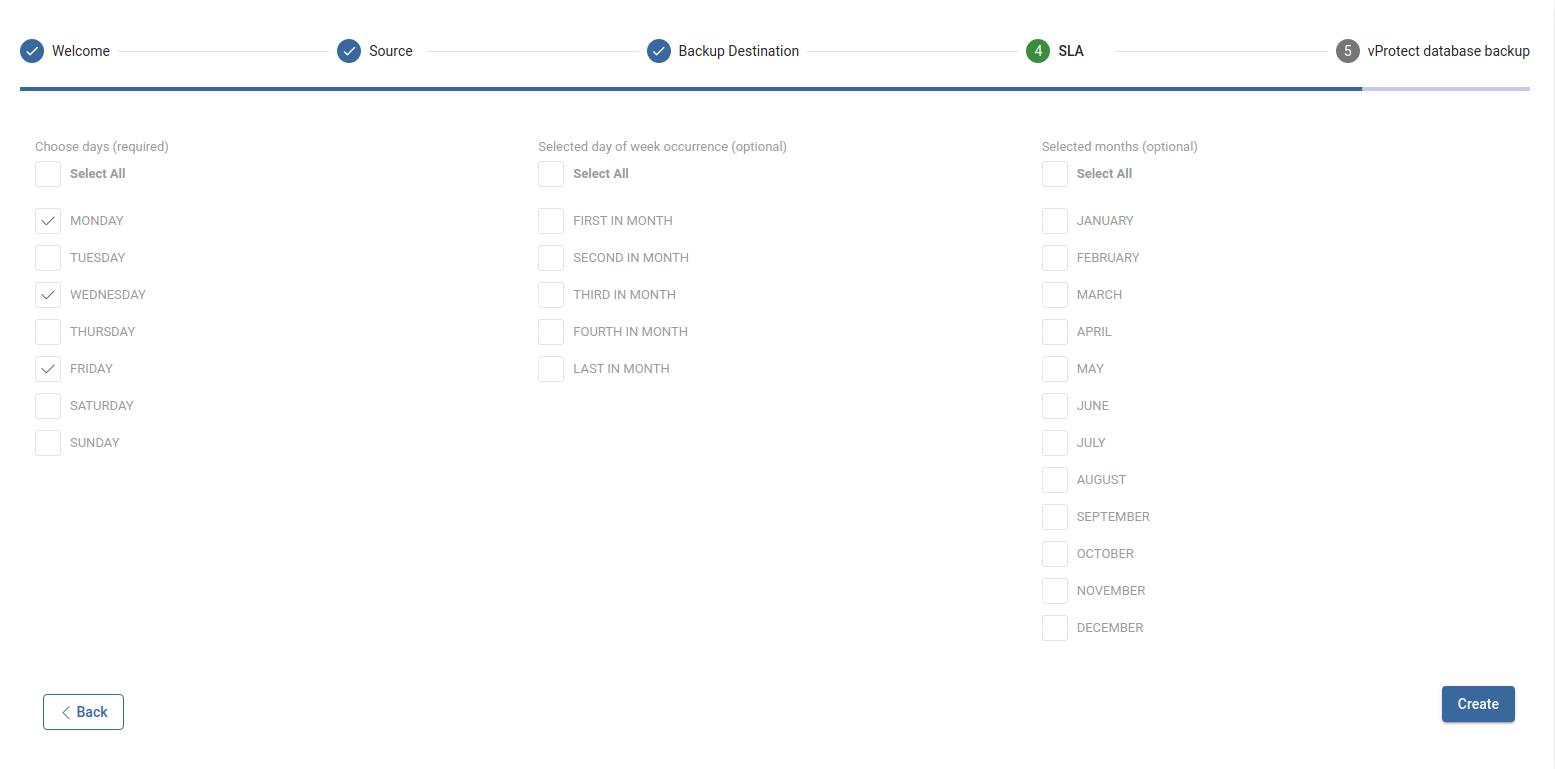 Welcome
Source
Backup Destination
4 SLA
5 vProtect database backup
Choose days (required)
Select All
MONDAY
TUESDAY
WEDNESDAY
THURSDAY
FRIDAY
SATURDAY
SUNDAY
Selected day of week occurrence (optional)
Select All
FIRST IN MONTH
SECOND IN MONTH
THIRD IN MONTH
FOURTH IN MONTH
LAST IN MONTH
Selected months (optional)
Select All
JANUARY
FEBRUARY
MARCH
APRIL
MAY
JUNE
JULY
AUGUST
SEPTEMBER
OCTOBER
NOVEMBER
DECEMBER
Back
Create